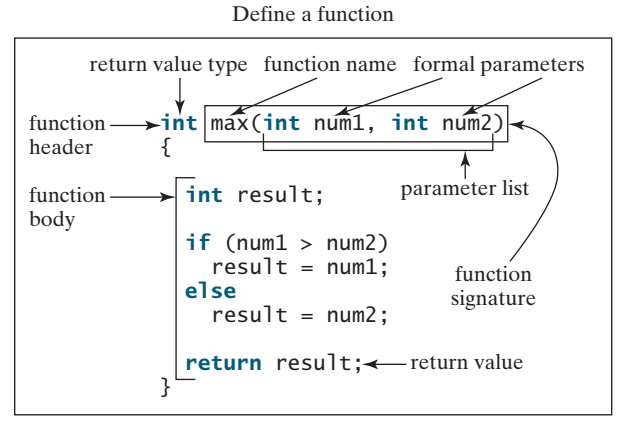 Define a function
return value type function name formal parameters
function header
int max(int num1, int num2)
{
parameter list
function body
int result;
if (num1 > num2)
result = num1;
else
result = num2;
function signature
return result;
return value
}